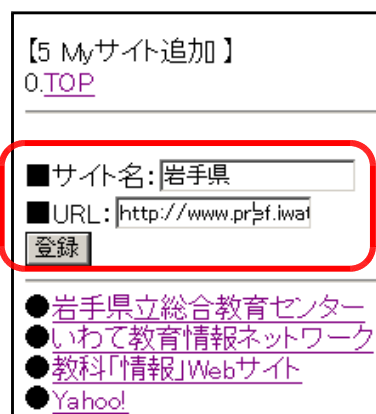 【5 Myサイト追加 】
0.TOP
■サイト名:岩手県
■URL:http://www.pref.iwat
登録
●岩手県立総合教育センター
●いわて教育情報ネットワーク
●教科「情報」Webサイト
●Yahoo!